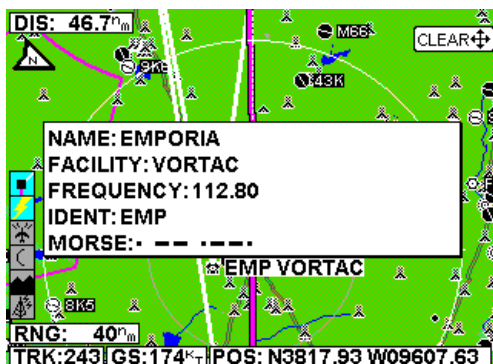 DIS: 46.7nm
M66
CLEAR
N
9K8
43K
NAME: EMPORIA
FACILITY: VORTAC
FREQUENCY: 112.80
IDENT: EMP
MORSE: · — — · — — ·
EMP VORTAC
8K5
RNG: 40nm
TRK:243 GS:174KT POS: N3817.93 W09607.63